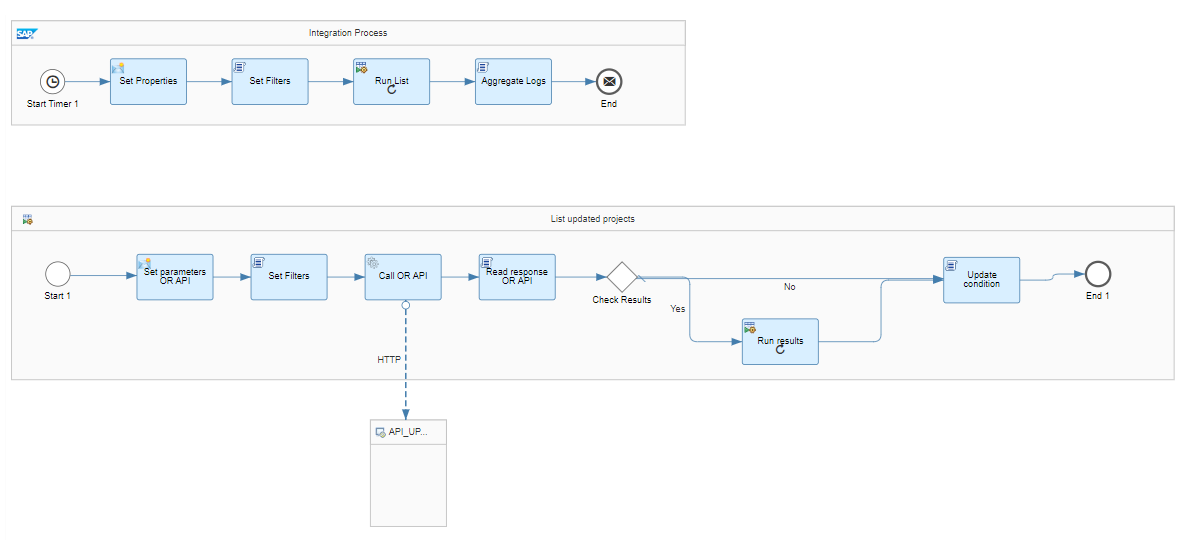 SAP
Integration Process
Start Timer 1
Set Properties
Set Filters
Run List
Aggregate Logs
End
List updated projects
Start 1
Set parameters
OR API
Set Filters
Call OR API
Read response
OR API
Check Results
No
Yes
Run results
Update
condition
End 1
HTTP
API_UP...